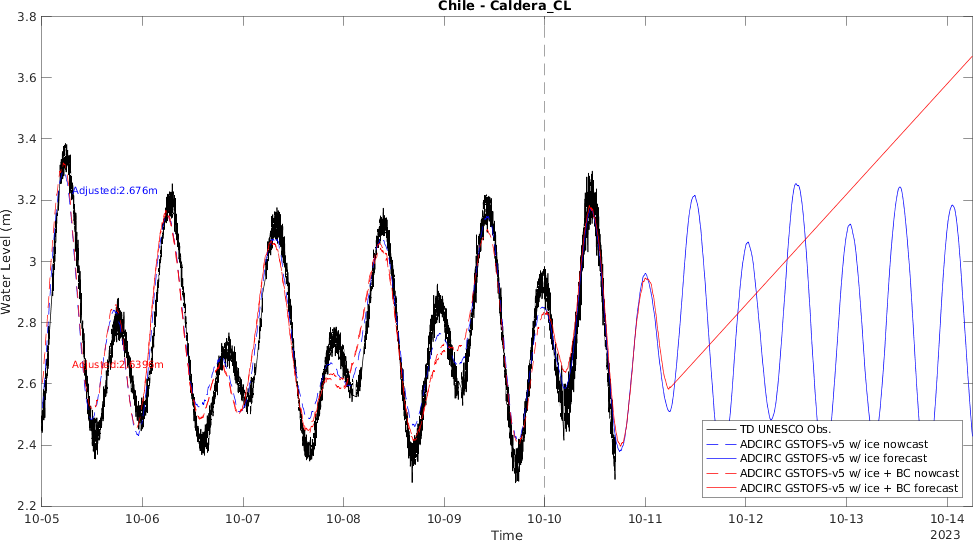 Chile - Caldera_CL
3.8
3.6
3.4
3.2
3
2.8
2.6
2.4
2.2
Water Level (m)
Adjusted:2.676m
TD UNESCO Obs.
ADCIRC GSTOFS-v5 w/ ice nowcast
ADCIRC GSTOFS-v5 w/ ice forecast
ADCIRC GSTOFS-v5 w/ ice + BC nowcast
ADCIRC GSTOFS-v5 w/ ice + BC forecast
10-05 10-06 10-07 10-08 10-09 10-10 10-11 10-12 10-13 10-14
Time
2023